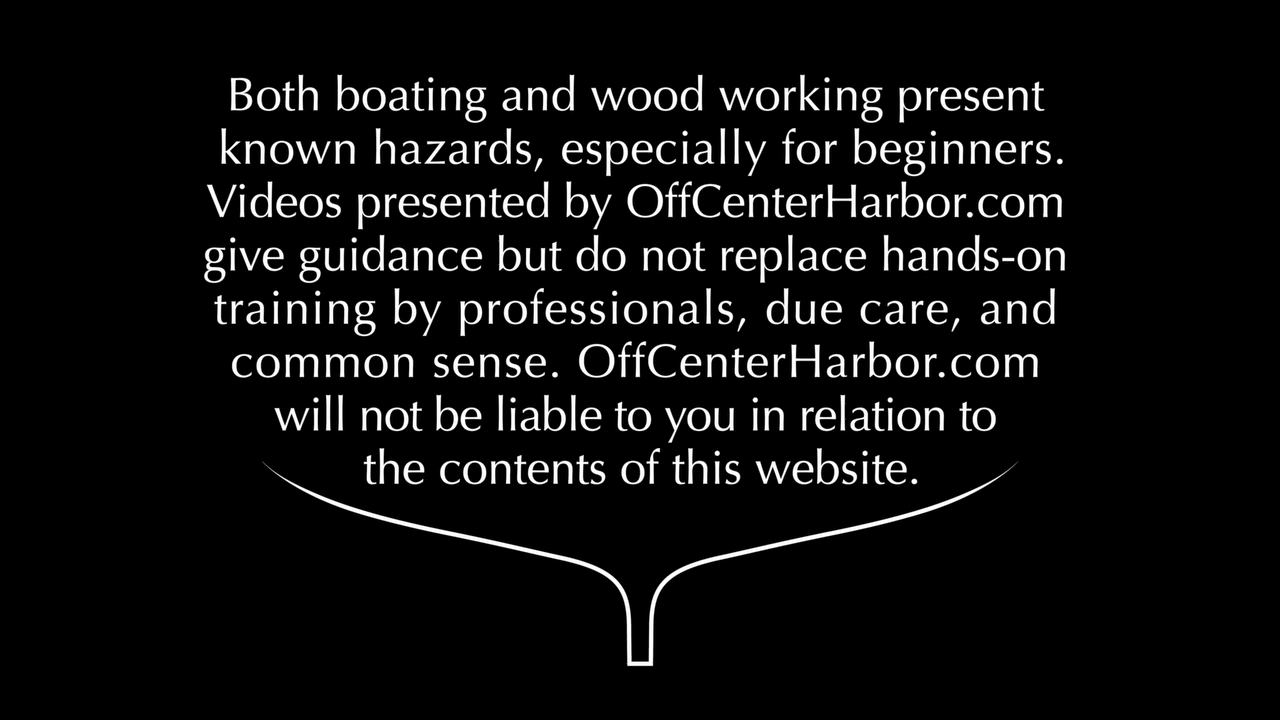 Both boating and wood working present
known hazards, especially for beginners.
Videos presented by OffCenterHarbor.com
give guidance but do not replace hands-on
training by professionals, due care, and
common sense. OffCenterHarbor.com
will not be liable to you in relation to
the contents of this website.